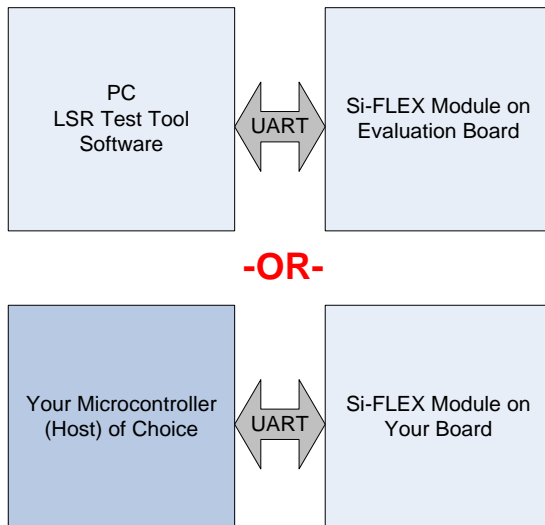 PC
LSR Test Tool
Software
UART
Si-FLEX Module on
Evaluation Board
-OR-
Your Microcontroller
(Host) of Choice
UART
Si-FLEX Module on
Your Board